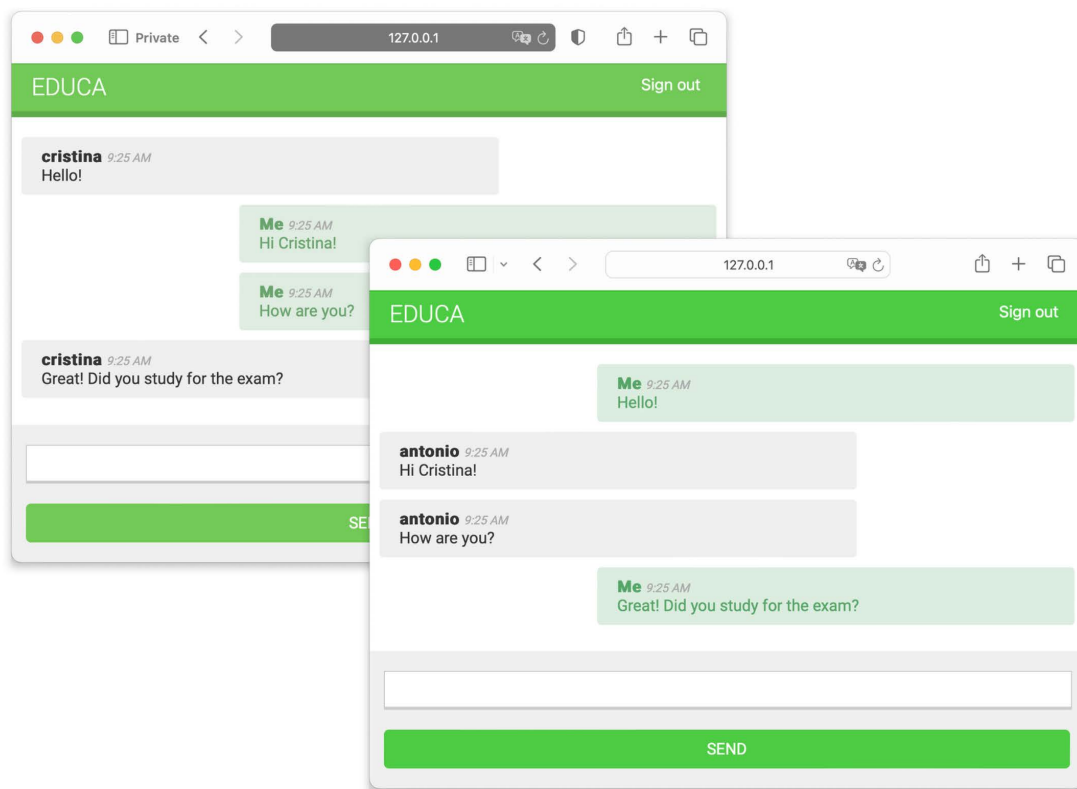 Private
127.0.0.1
EDUCA
Sign out
cristina 9:25 AM
Hello!
Me 9:25 AM
Hi Cristina!
Me 9:25 AM
How are you?
cristina 9:25 AM
Great! Did you study for the exam?
127.0.0.1
EDUCA
Sign out
Me 9:25 AM
Hello!
antonio 9:25 AM
Hi Cristina!
antonio 9:25 AM
How are you?
Me 9:25 AM
Great! Did you study for the exam?
SEND